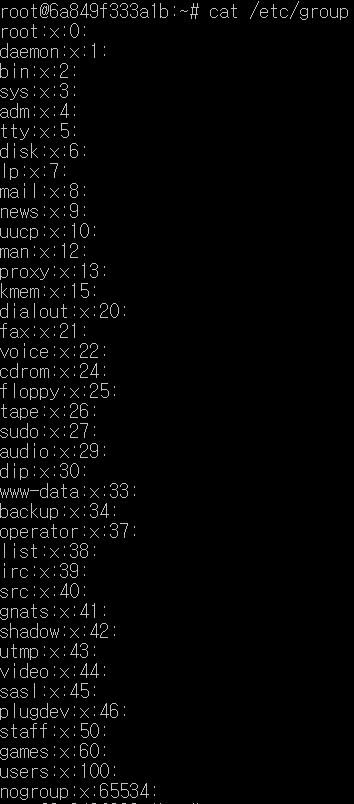 root@6a849f333a1b:~# cat /etc/group
root:x:0:
daemon:x:1:
bin:x:2:
sys:x:3:
adm:x:4:
tty:x:5:
disk:x:6:
lp:x:7:
mail:x:8:
news:x:9:
uucp:x:10:
man:x:12:
proxy:x:13:
kmem:x:15:
dialout:x:20:
fax:x:21:
voice:x:22:
cdrom:x:24:
floppy:x:25:
tape:x:26:
sudo:x:27:
audio:x:29:
dip:x:30:
www-data:x:33:
backup:x:34:
operator:x:37:
list:x:38:
irc:x:39:
src:x:40:
gnats:x:41:
shadow:x:42:
utmp:x:43:
video:x:44:
sasl:x:45:
plugdev:x:46:
staff:x:50:
games:x:60:
users:x:100:
nogroup:x:65534: